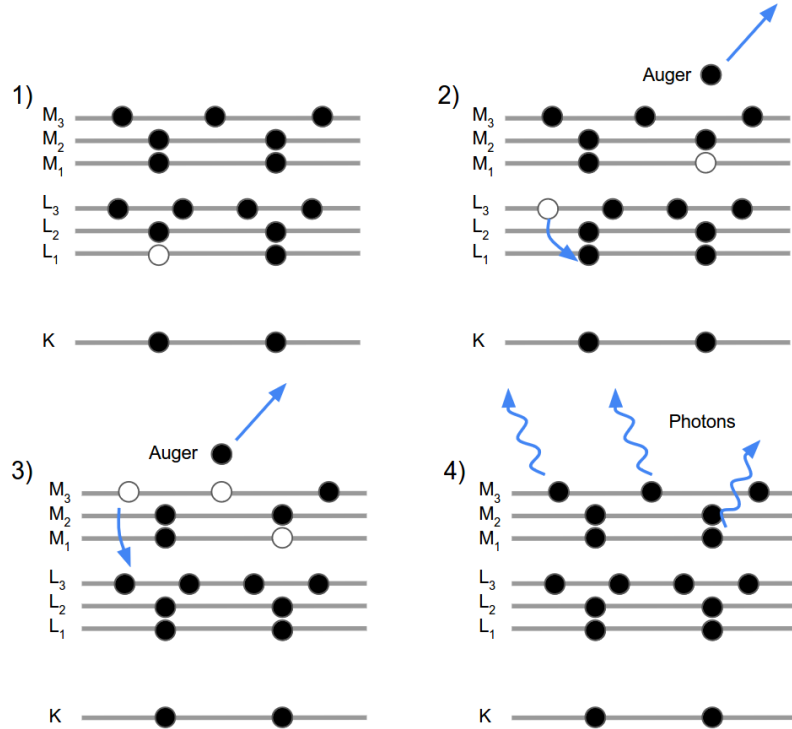 1)
M₃
M₂
M₁
L₃
L₂
L₁
K
2)
Auger
M₃
M₂
M₁
L₃
L₂
L₁
K
3)
Auger
M₃
M₂
M₁
L₃
L₂
L₁
K
4)
Photons
M₃
M₂
M₁
L₃
L₂
L₁
K